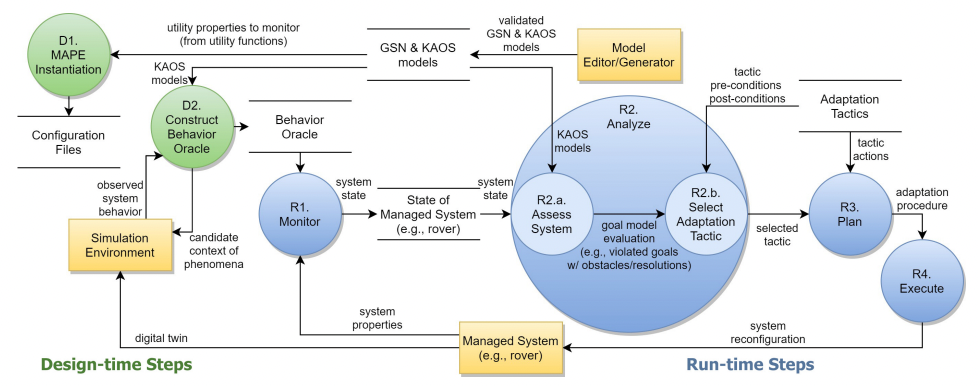 utility properties to monitor
(from utility functions)
D1.
MAPE
Instantiation
Configuration
Files
GSN & KAOS
models
validated
GSN & KAOS
models
Model
Editor/Generator
KAOS
models
D2.
Construct
Behavior
Oracle
Behavior
Oracle
observed
system
behavior
candidate
context of
phenomena
Simulation
Environment
R1.
Monitor
system
state
State of
Managed System
(e.g., rover)
system
state
R2.
Analyze
KAOS
models
R2.a.
Assess
System
goal model
evaluation
(e.g., violated goals
w/ obstacles/resolutions)
R2.b.
Select
Adaptation
Tactic
tactic
pre-conditions
post-conditions
Adaptation
Tactics
tactic
actions
selected
tactic
R3.
Plan
adaptation
procedure
R4.
Execute
system
reconfiguration
Managed System
(e.g., rover)
system
properties
digital twin
Design-time Steps
Run-time Steps